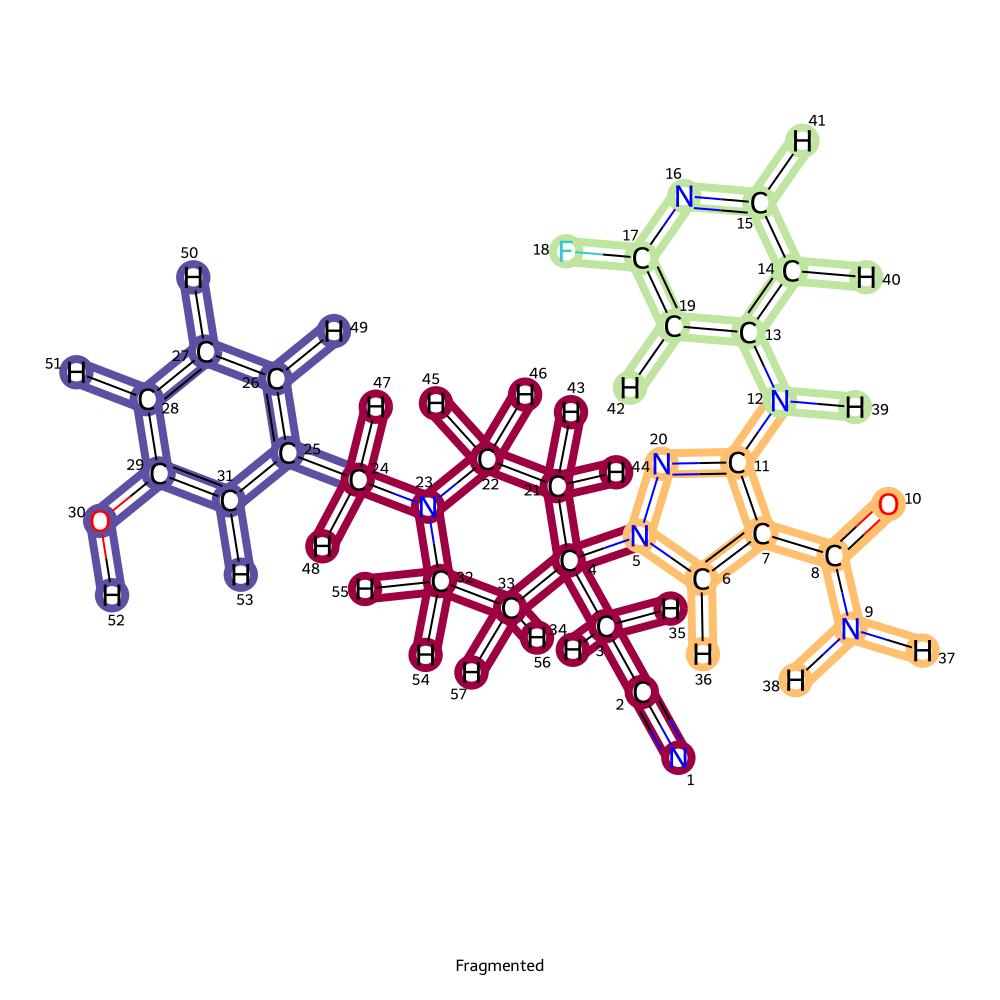 41
H
16
N
C
15
17
18 F C
14 C H 40
50
H
19
C C 13
H 49
51
H
27 C
47
46
43
H
42
12 N H 39
C 26
45
H
H
H
H
C 28
20
25
C
22 C
44 N C 11
29 C
31
C
24
C
23
N
21 C
H
O 10
30 O
N
5
C
7
H
48
C
4
C
8
H
53
55 H
C 32
33
C
C
6
H
52
34
H
35
N 9
H
54
H
56
H
C
3
H
36
H 37
H
57
38 H
C
2
N
1
Fragmented